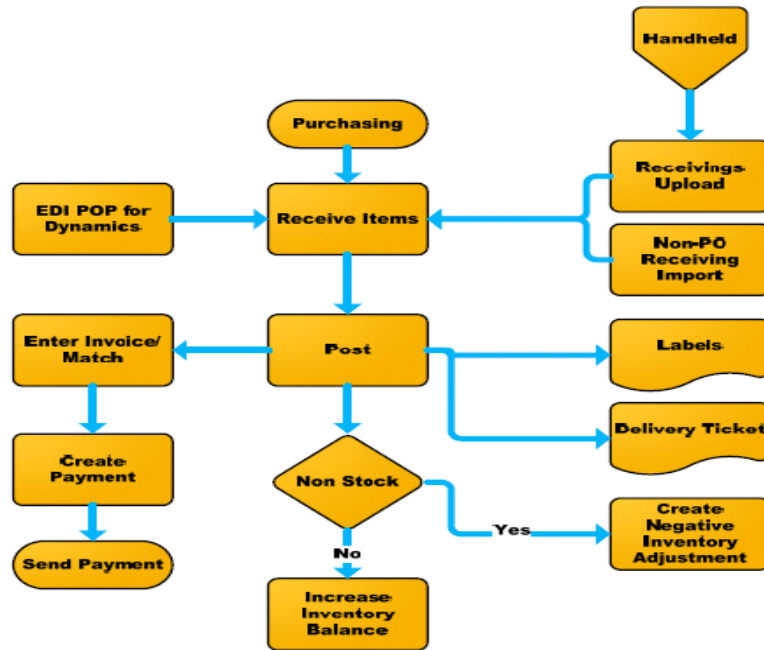 Handheld
Purchasing
Receivings
Upload
EDI POP for
Dynamics
Receive Items
Non-PO
Receiving
Import
Enter Invoice/
Match
Post
Labels
Delivery Ticket
Create
Payment
Non Stock
Yes
Create
Negative
Inventory
Adjustment
No
Send Payment
Increase
Inventory
Balance